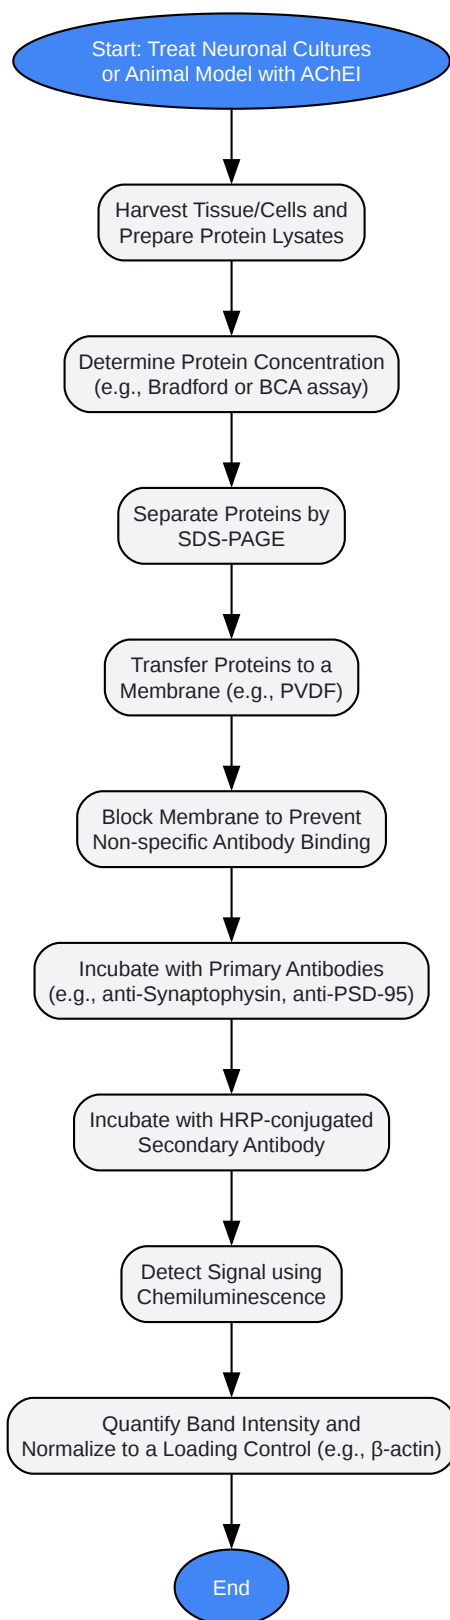 Start: Treat Neuronal Cultures
or Animal Model with AChEI
Harvest Tissue/Cells and
Prepare Protein Lysates
Determine Protein Concentration
(e.g., Bradford or BCA assay)
Separate Proteins by
SDS-PAGE
Transfer Proteins to a
Membrane (e.g., PVDF)
Block Membrane to Prevent
Non-specific Antibody Binding
Incubate with Primary Antibodies
(e.g., anti-Synaptophysin, anti-PSD-95)
Incubate with HRP-conjugated
Secondary Antibody
Detect Signal using
Chemiluminescence
Quantify Band Intensity and
Normalize to a Loading Control (e.g., β-actin)
End